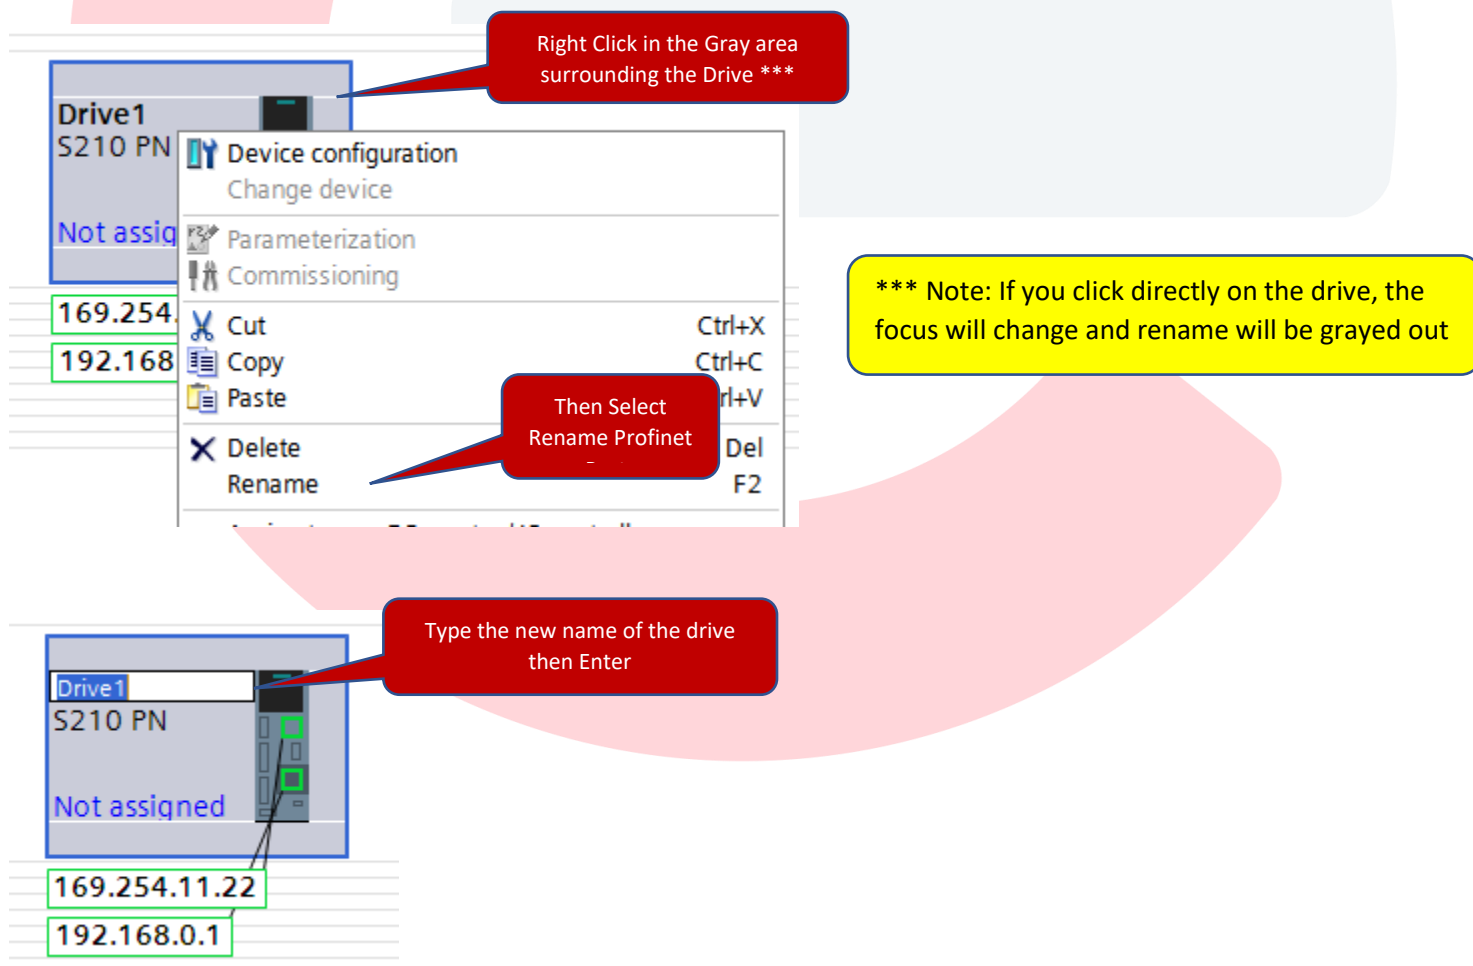 Right Click in the Gray area
surrounding the Drive ***
Drive1
S210 PN
Device configuration
Change device
Not assig
Parameterization
Commissioning
*** Note: If you click directly on the drive, the
focus will change and rename will be grayed out
169.254.
Cut Ctrl+X
192.168
Copy Ctrl+C
Paste rl+V
Then Select
Rename Profinet
Delete Del
Rename F2
Type the new name of the drive
then Enter
Drive1
S210 PN
Not assigned
169.254.11.22
192.168.0.1